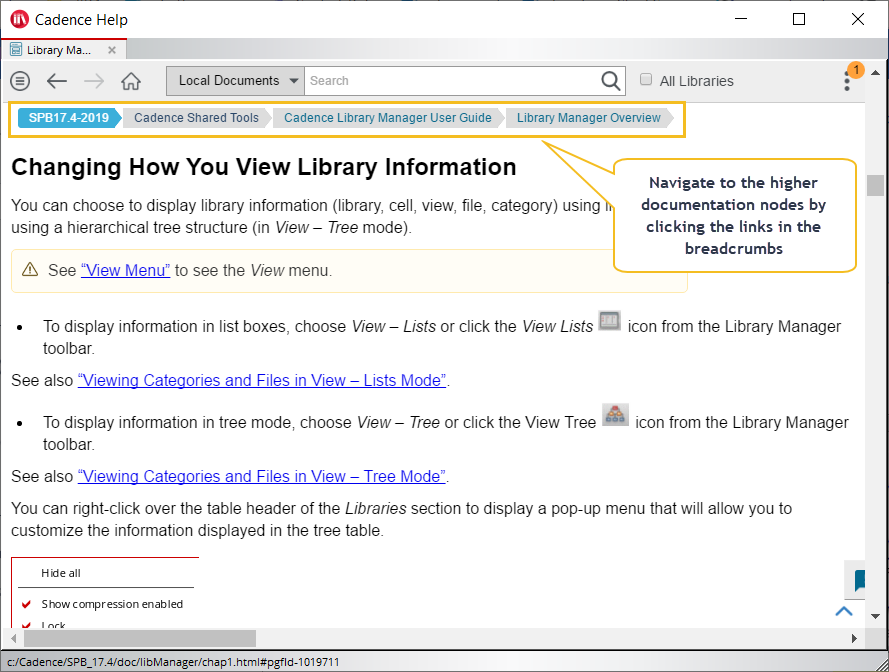 Cadence Help
Library Ma...
Local Documents
Search
All Libraries
1
SPB17.4-2019
Cadence Shared Tools
Cadence Library Manager User Guide
Library Manager Overview
Changing How You View Library Information
You can choose to display library information (library, cell, view, file, category) using
using a hierarchical tree structure (in View – Tree mode).
Navigate to the higher
documentation nodes by
clicking the links in the
breadcrumbs
See “View Menu” to see the View menu.
• To display information in list boxes, choose View – Lists or click the View Lists icon from the Library Manager
toolbar.
See also “Viewing Categories and Files in View – Lists Mode”.
• To display information in tree mode, choose View – Tree or click the View Tree icon from the Library Manager
toolbar.
See also “Viewing Categories and Files in View – Tree Mode”.
You can right-click over the table header of the Libraries section to display a pop-up menu that will allow you to
customize the information displayed in the tree table.
Hide all
Show compression enabled
Lock
c:/Cadence/SPB_17.4/doc/libManager/chap1.html#pgfId-1019711